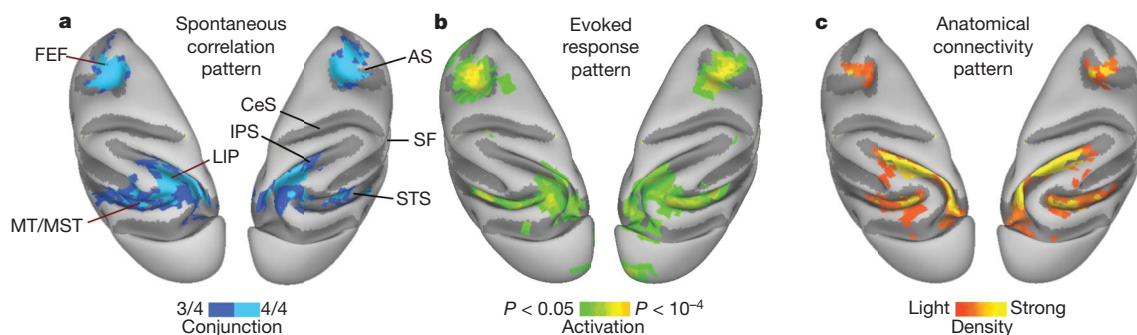 a Spontaneous correlation pattern
FEF
AS
CeS
IPS
SF
LIP
STS
MT/MST
3/4 4/4
Conjunction
b Evoked response pattern
P < 0.05 P < 10⁻⁴
Activation
c Anatomical connectivity pattern
Light Strong
Density